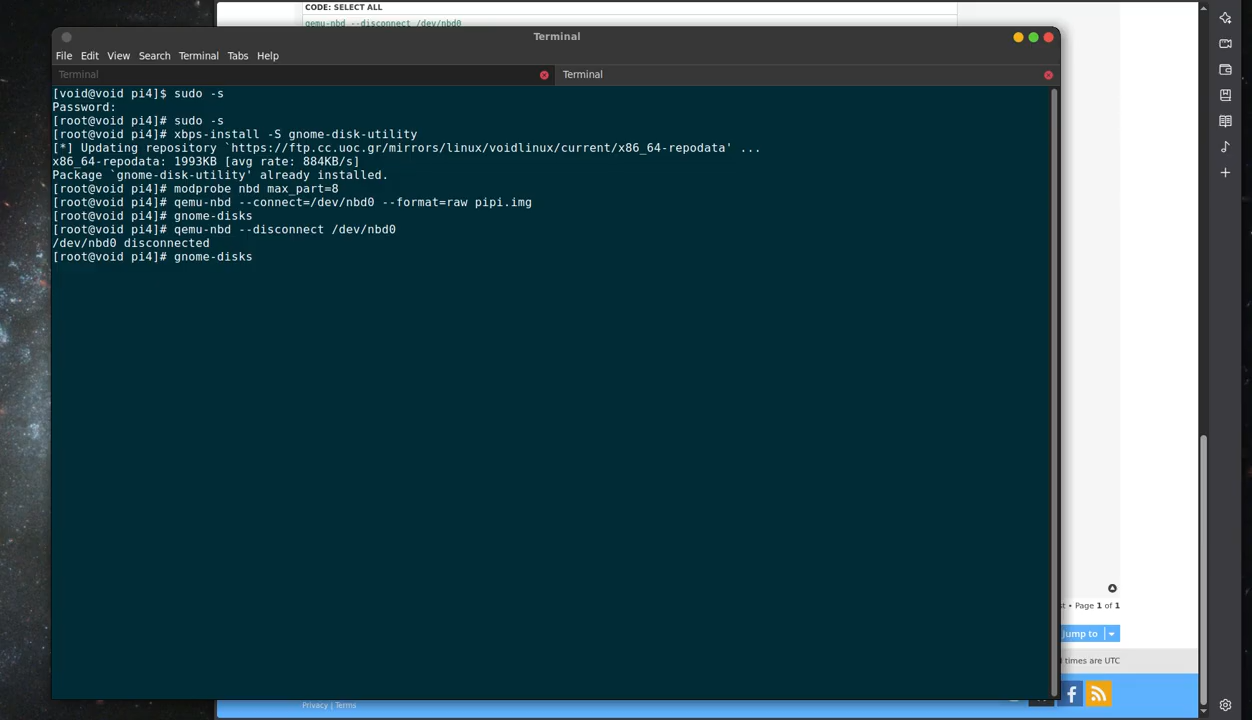 CODE: SELECT ALL
qemu-nbd --disconnect /dev/nbd0
Terminal
File Edit View Search Terminal Tabs Help
Terminal
Terminal
[void@void pi4]$ sudo -s
Password:
[root@void pi4]# sudo -s
[root@void pi4]# xbps-install -S gnome-disk-utility
[*] Updating repository `https://ftp.cc.uoc.gr/mirrors/linux/voidlinux/current/x86_64-repodata' ...
x86_64-repodata: 1993KB [avg rate: 884KB/s]
Package `gnome-disk-utility' already installed.
[root@void pi4]# modprobe nbd max_part=8
[root@void pi4]# qemu-nbd --connect=/dev/nbd0 --format=raw pipi.img
[root@void pi4]# gnome-disks
[root@void pi4]# qemu-nbd --disconnect /dev/nbd0
/dev/nbd0 disconnected
[root@void pi4]# gnome-disks
• Page 1 of 1
Jump to
times are UTC
Privacy | Terms